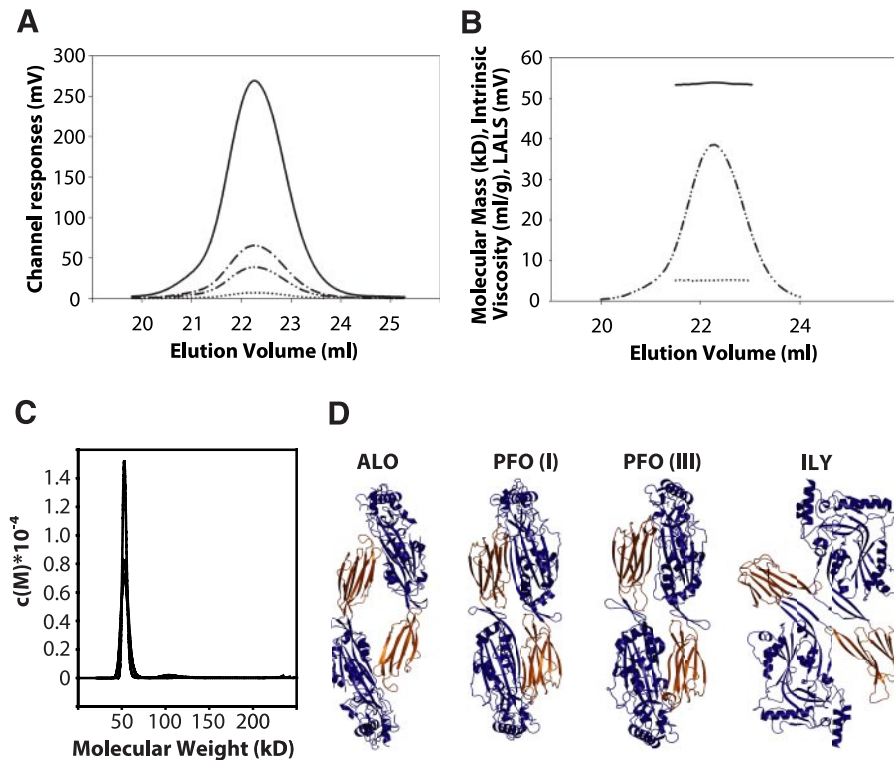 A
Channel responses (mV)
300
250
200
150
100
50
0
20 21 22 23 24 25
Elution Volume (ml)
B
Molecular Mass (kD), Intrinsic
Viscosity (ml/g), LALS (mV)
60
50
40
30
20
10
0
20 22 24
Elution Volume (ml)
C
c(M)*10-4
1.4
1.2
1.0
0.8
0.6
0.4
0.2
0
50 100 150 200
Molecular Weight (kD)
D
ALO PFO (I) PFO (III) ILY